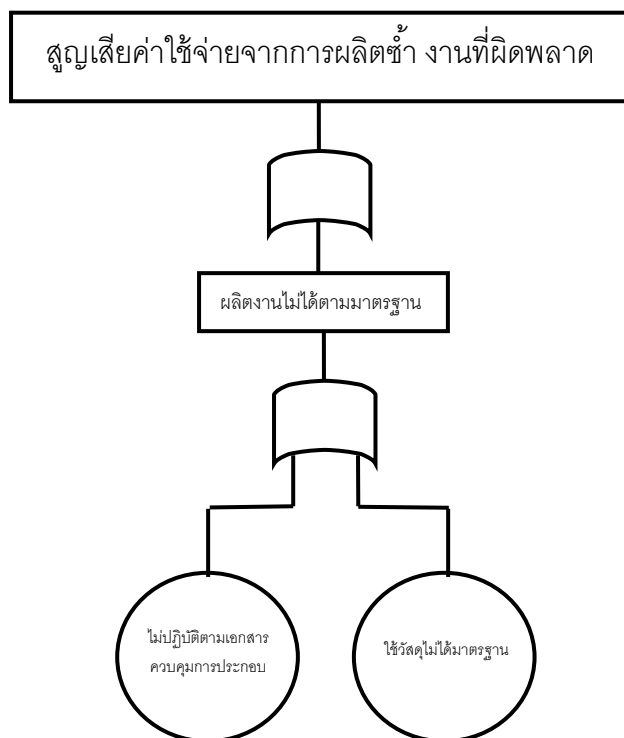 สูญเสียค่าใช้จ่ายจากการผลิตซ้ำ งานที่ผิดพลาด
ผลิตงานไม่ได้ตามมาตรฐาน
ไม่ปฏิบัติตามเอกสาร
ควบคุมการประกอบ
ใช้วัสดุไม่ได้มาตรฐาน